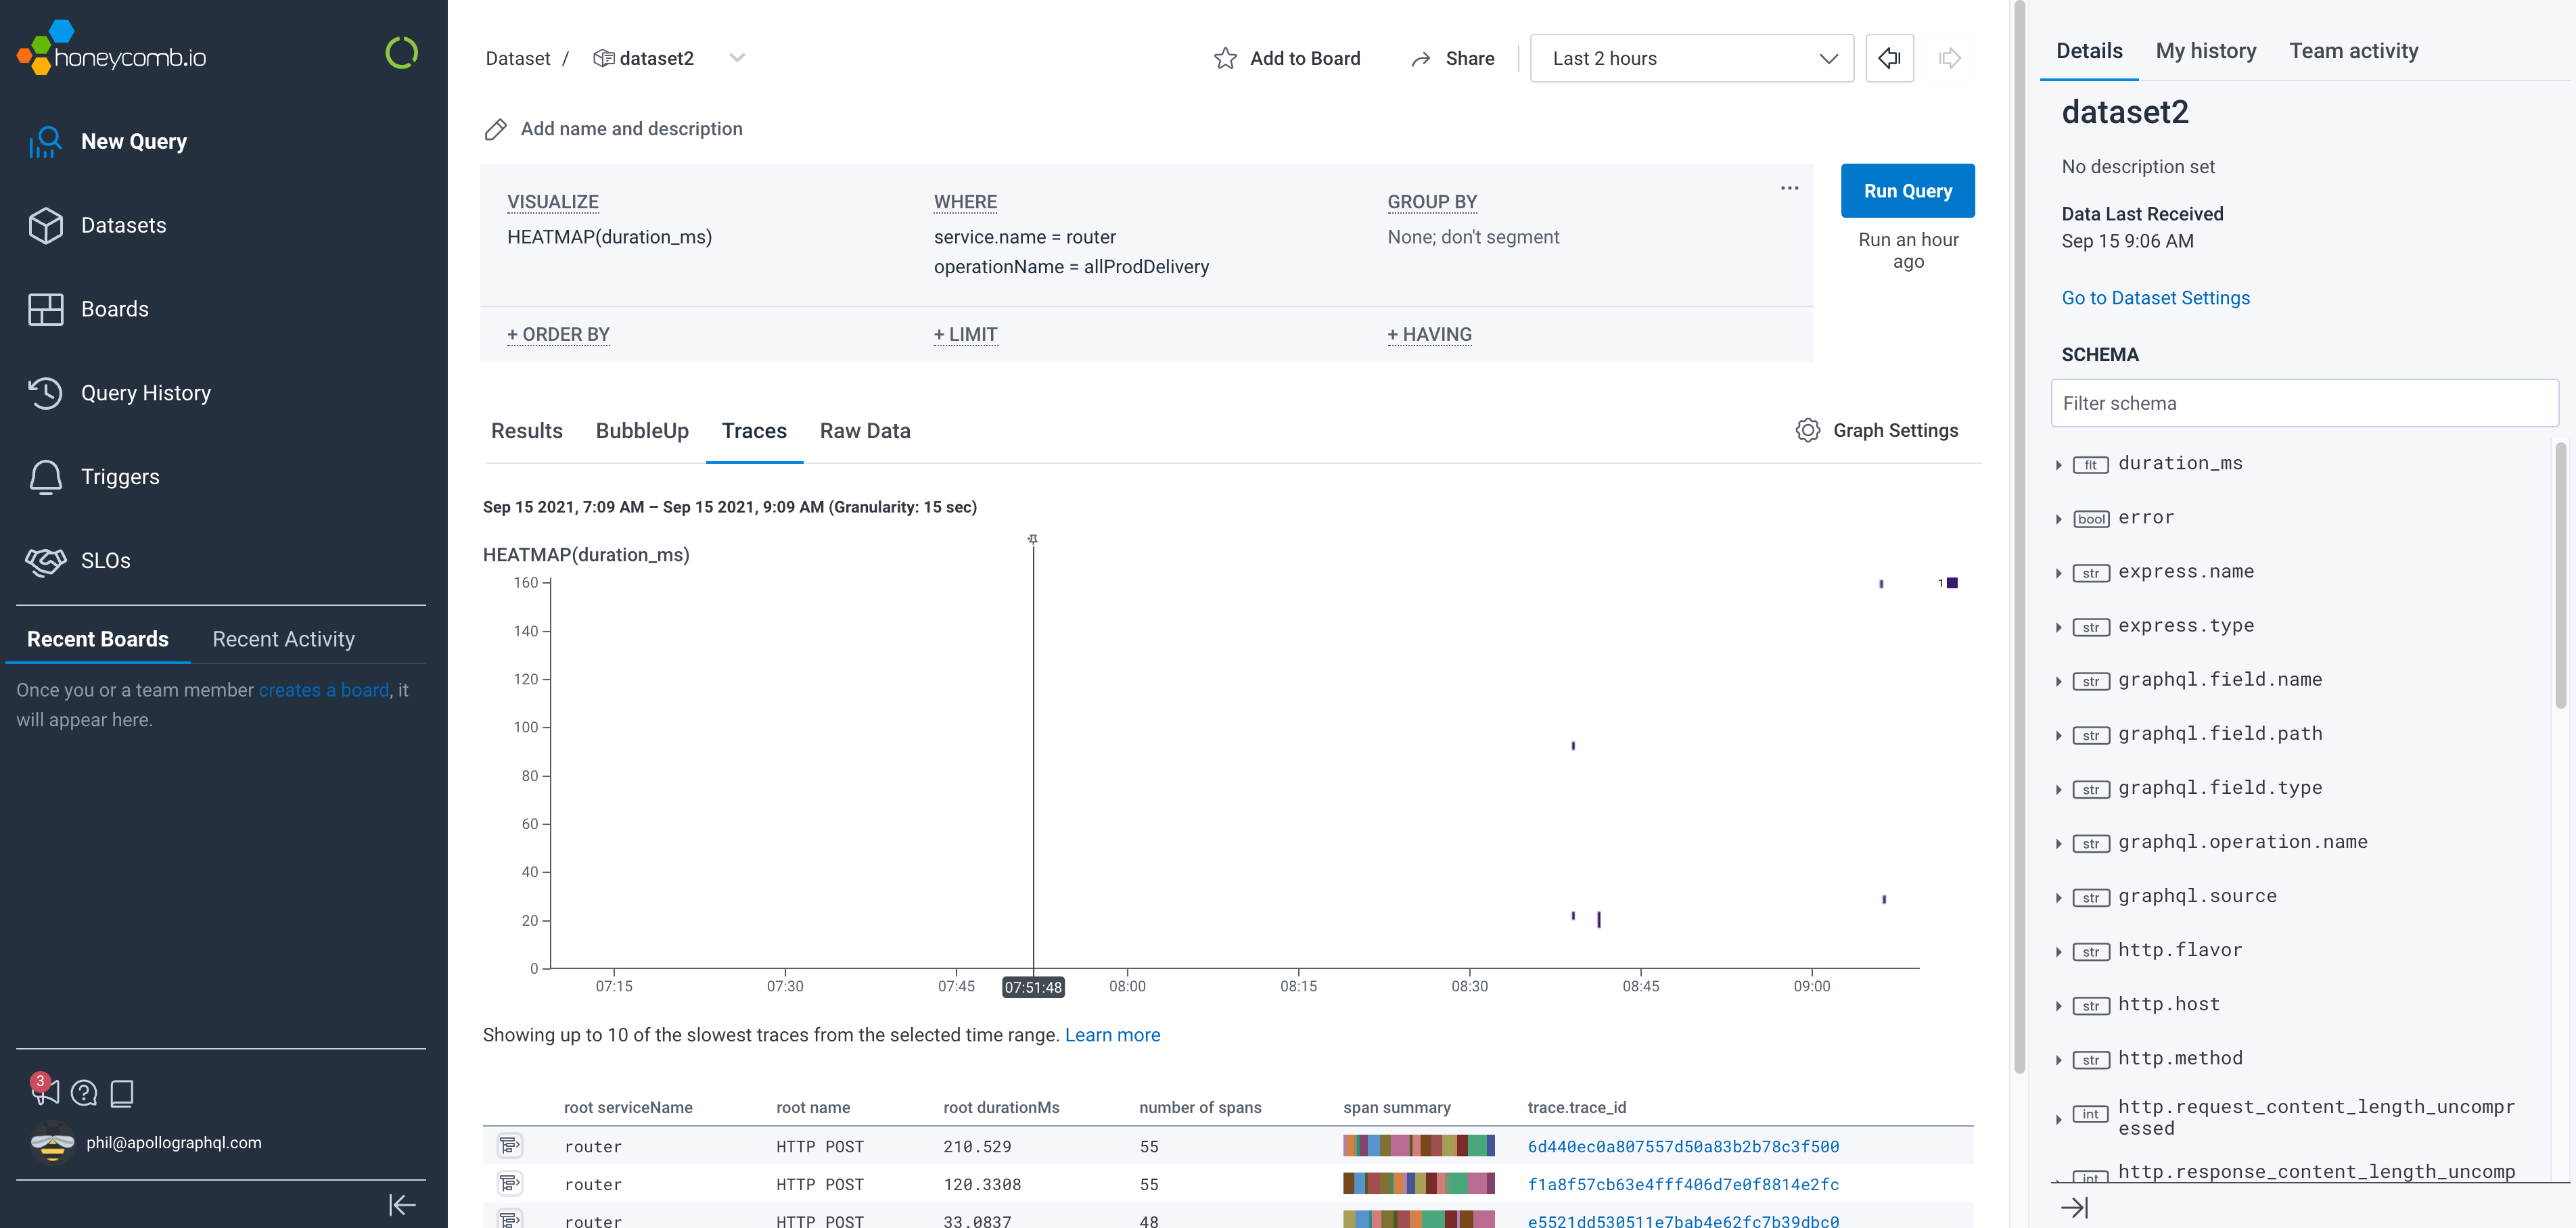 honeycomb.io
New Query
Datasets
Boards
Query History
Triggers
SLOs
Recent Boards
Recent Activity
Once you or a team member creates a board, it
will appear here.
3
phil@apollographql.com
Dataset / dataset2
Add to Board
Share
Last 2 hours
Add name and description
VISUALIZE
HEATMAP(duration_ms)
WHERE
service.name = router
operationName = allProdDelivery
GROUP BY
None; don't segment
+ ORDER BY
+ LIMIT
+ HAVING
Run Query
Run an hour
ago
Results
BubbleUp
Traces
Raw Data
Graph Settings
Sep 15 2021, 7:09 AM – Sep 15 2021, 9:09 AM (Granularity: 15 sec)
HEATMAP(duration_ms)
160
140
120
100
80
60
40
20
0
1
07:15
07:30
07:45
07:51:48
08:00
08:15
08:30
08:45
09:00
Showing up to 10 of the slowest traces from the selected time range. Learn more
root serviceName root name root durationMs number of spans span summary trace.trace_id
router HTTP POST 210.529 55 6d440ec0a807557d50a83b2b78c3f500
router HTTP POST 120.3308 55 f1a8f57cb63e4fff406d7e0f8814e2fc
router HTTP POST 33.0837 48 e5521dd530511e7bab4e62fc7b39dbc0
Details
My history
Team activity
dataset2
No description set
Data Last Received
Sep 15 9:06 AM
Go to Dataset Settings
SCHEMA
Filter schema
flt duration_ms
bool error
str express.name
str express.type
str graphql.field.name
str graphql.field.path
str graphql.field.type
str graphql.operation.name
str graphql.source
str http.flavor
str http.host
str http.method
int http.request_content_length_uncompr
essed
int http.response_content_length_uncomp